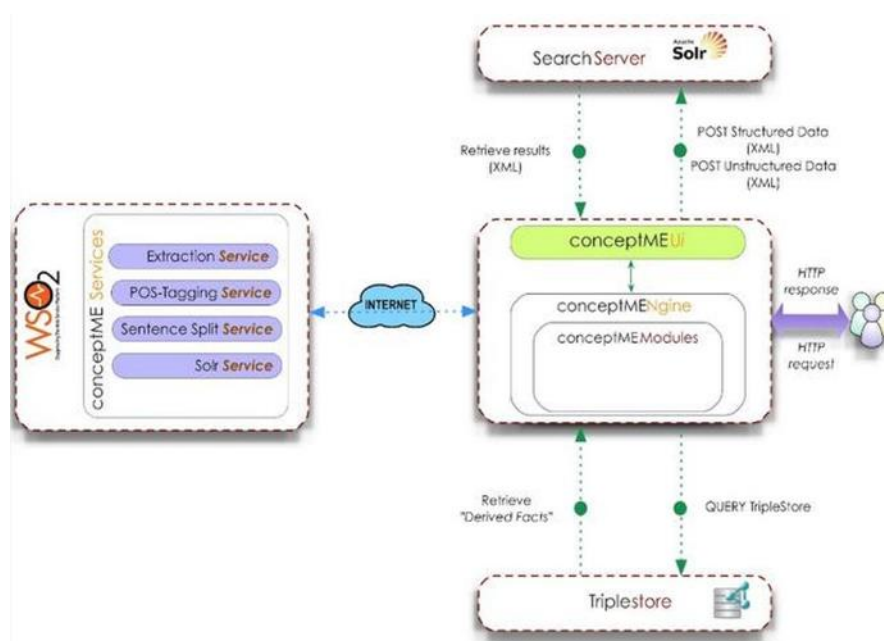 SearchServer
Apache
Solr
Retrieve results
(XML)
POST Structured Data
(XML)
POST Unstructured Data
(XML)
WSO2
conceptME Services
Extraction Service
POS-Tagging Service
Sentence Split Service
Solr Service
INTERNET
conceptMEUi
conceptMENgine
conceptMEModules
HTTP
response
HTTP
request
Retrieve
"Derived Facts"
QUERY TripleStore
Triplestore